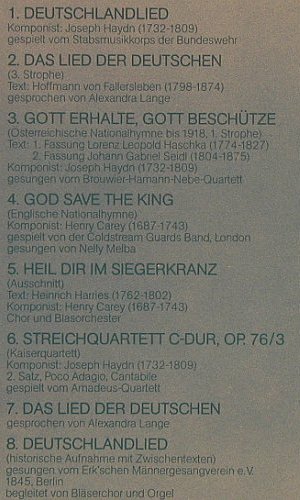 1. DEUTSCHLANDLIED
Komponist: Joseph Haydn (1732-1809)
gespielt vom Stabsmusikkorps der Bundeswehr
2. DAS LIED DER DEUTSCHEN
(3. Strophe)
Text: Hoffmann von Fallersleben (1798-1874)
gesprochen von Alexandra Lange
3. GOTT ERHALTE, GOTT BESCHÜTZE
(Österreichische Nationalhymne bis 1918, 1. Strophe)
Text: 1. Fassung Lorenz Leopold Haschka (1774-1827)
2. Fassung Johann Gabriel Seidl (1804-1875)
Komponist: Joseph Haydn (1732-1809)
gesungen vom Brouwier-Hamann-Nebe-Quartett
4. GOD SAVE THE KING
(Englische Nationalhymne)
Komponist: Henry Carey (1687-1743)
gespielt von der Coldstream Guards Band, London
gesungen von Nelly Melba
5. HEIL DIR IM SIEGERKRANZ
(Ausschnitt)
Text: Heinrich Harries (1762-1802)
Komponist: Henry Carey (1687-1743)
Chor und Blasorchester
6. STREICHQUARTETT C-DUR, OP. 76/3
(Kaiserquartett)
Komponist: Joseph Haydn (1732-1809)
2. Satz, Poco Adagio, Cantabile
gespielt vom Amadeus-Quartett
7. DAS LIED DER DEUTSCHEN
gesprochen von Alexandra Lange
8. DEUTSCHLANDLIED
(historische Aufnahme mit Zwischentexten)
gesungen vom Erk'schen Männergesangverein e.V.
1845, Berlin
begleitet von Bläserchor und Orgel